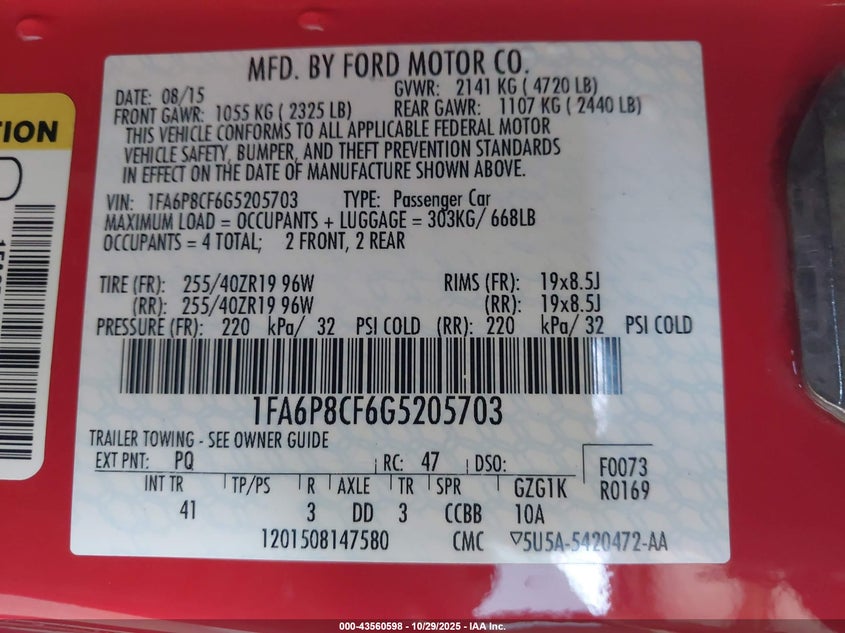 MFD. BY FORD MOTOR CO.
DATE: 08/15 GVWR: 2141 KG ( 4720 LB)
FRONT GAWR: 1055 KG ( 2325 LB) REAR GAWR: 1107 KG ( 2440 LB)
THIS VEHICLE CONFORMS TO ALL APPLICABLE FEDERAL MOTOR
VEHICLE SAFETY, BUMPER, AND THEFT PREVENTION STANDARDS
IN EFFECT ON THE DATE OF MANUFACTURE SHOWN ABOVE.
VIN: 1FA6P8CF6G5205703 TYPE: Passenger Car
MAXIMUM LOAD = OCCUPANTS + LUGGAGE = 303KG/ 668LB
OCCUPANTS = 4 TOTAL; 2 FRONT, 2 REAR
TIRE (FR): 255/40ZR19 96W RIMS (FR): 19x8.5J
(RR): 255/40ZR19 96W (RR): 19x8.5J
PRESSURE (FR): 220 kPa/ 32 PSI COLD (RR): 220 kPa/ 32 PSI COLD
1FA6P8CF6G5205703
TRAILER TOWING - SEE OWNER GUIDE
EXT PNT: PQ RC: 47 DSO: F0073
INT TR TP/PS R AXLE TR SPR GZG1K R0169
41 3 DD 3 CCBB 10A
1201508147580 CMC ▽5U5A-5420472-AA
000-43560598 - 10/29/2025 - IAA Inc.